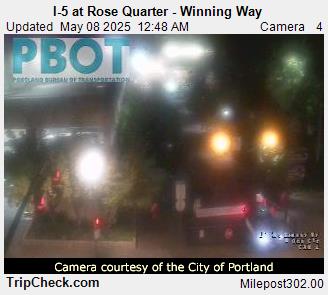 I-5 at Rose Quarter - Winning Way
Updated May 08 2025 12:48 AM Camera 4
PBOT
PORTLAND BUREAU OF TRANSPORTATION
Camera courtesy of the City of Portland
TripCheck.com Milepost302.00